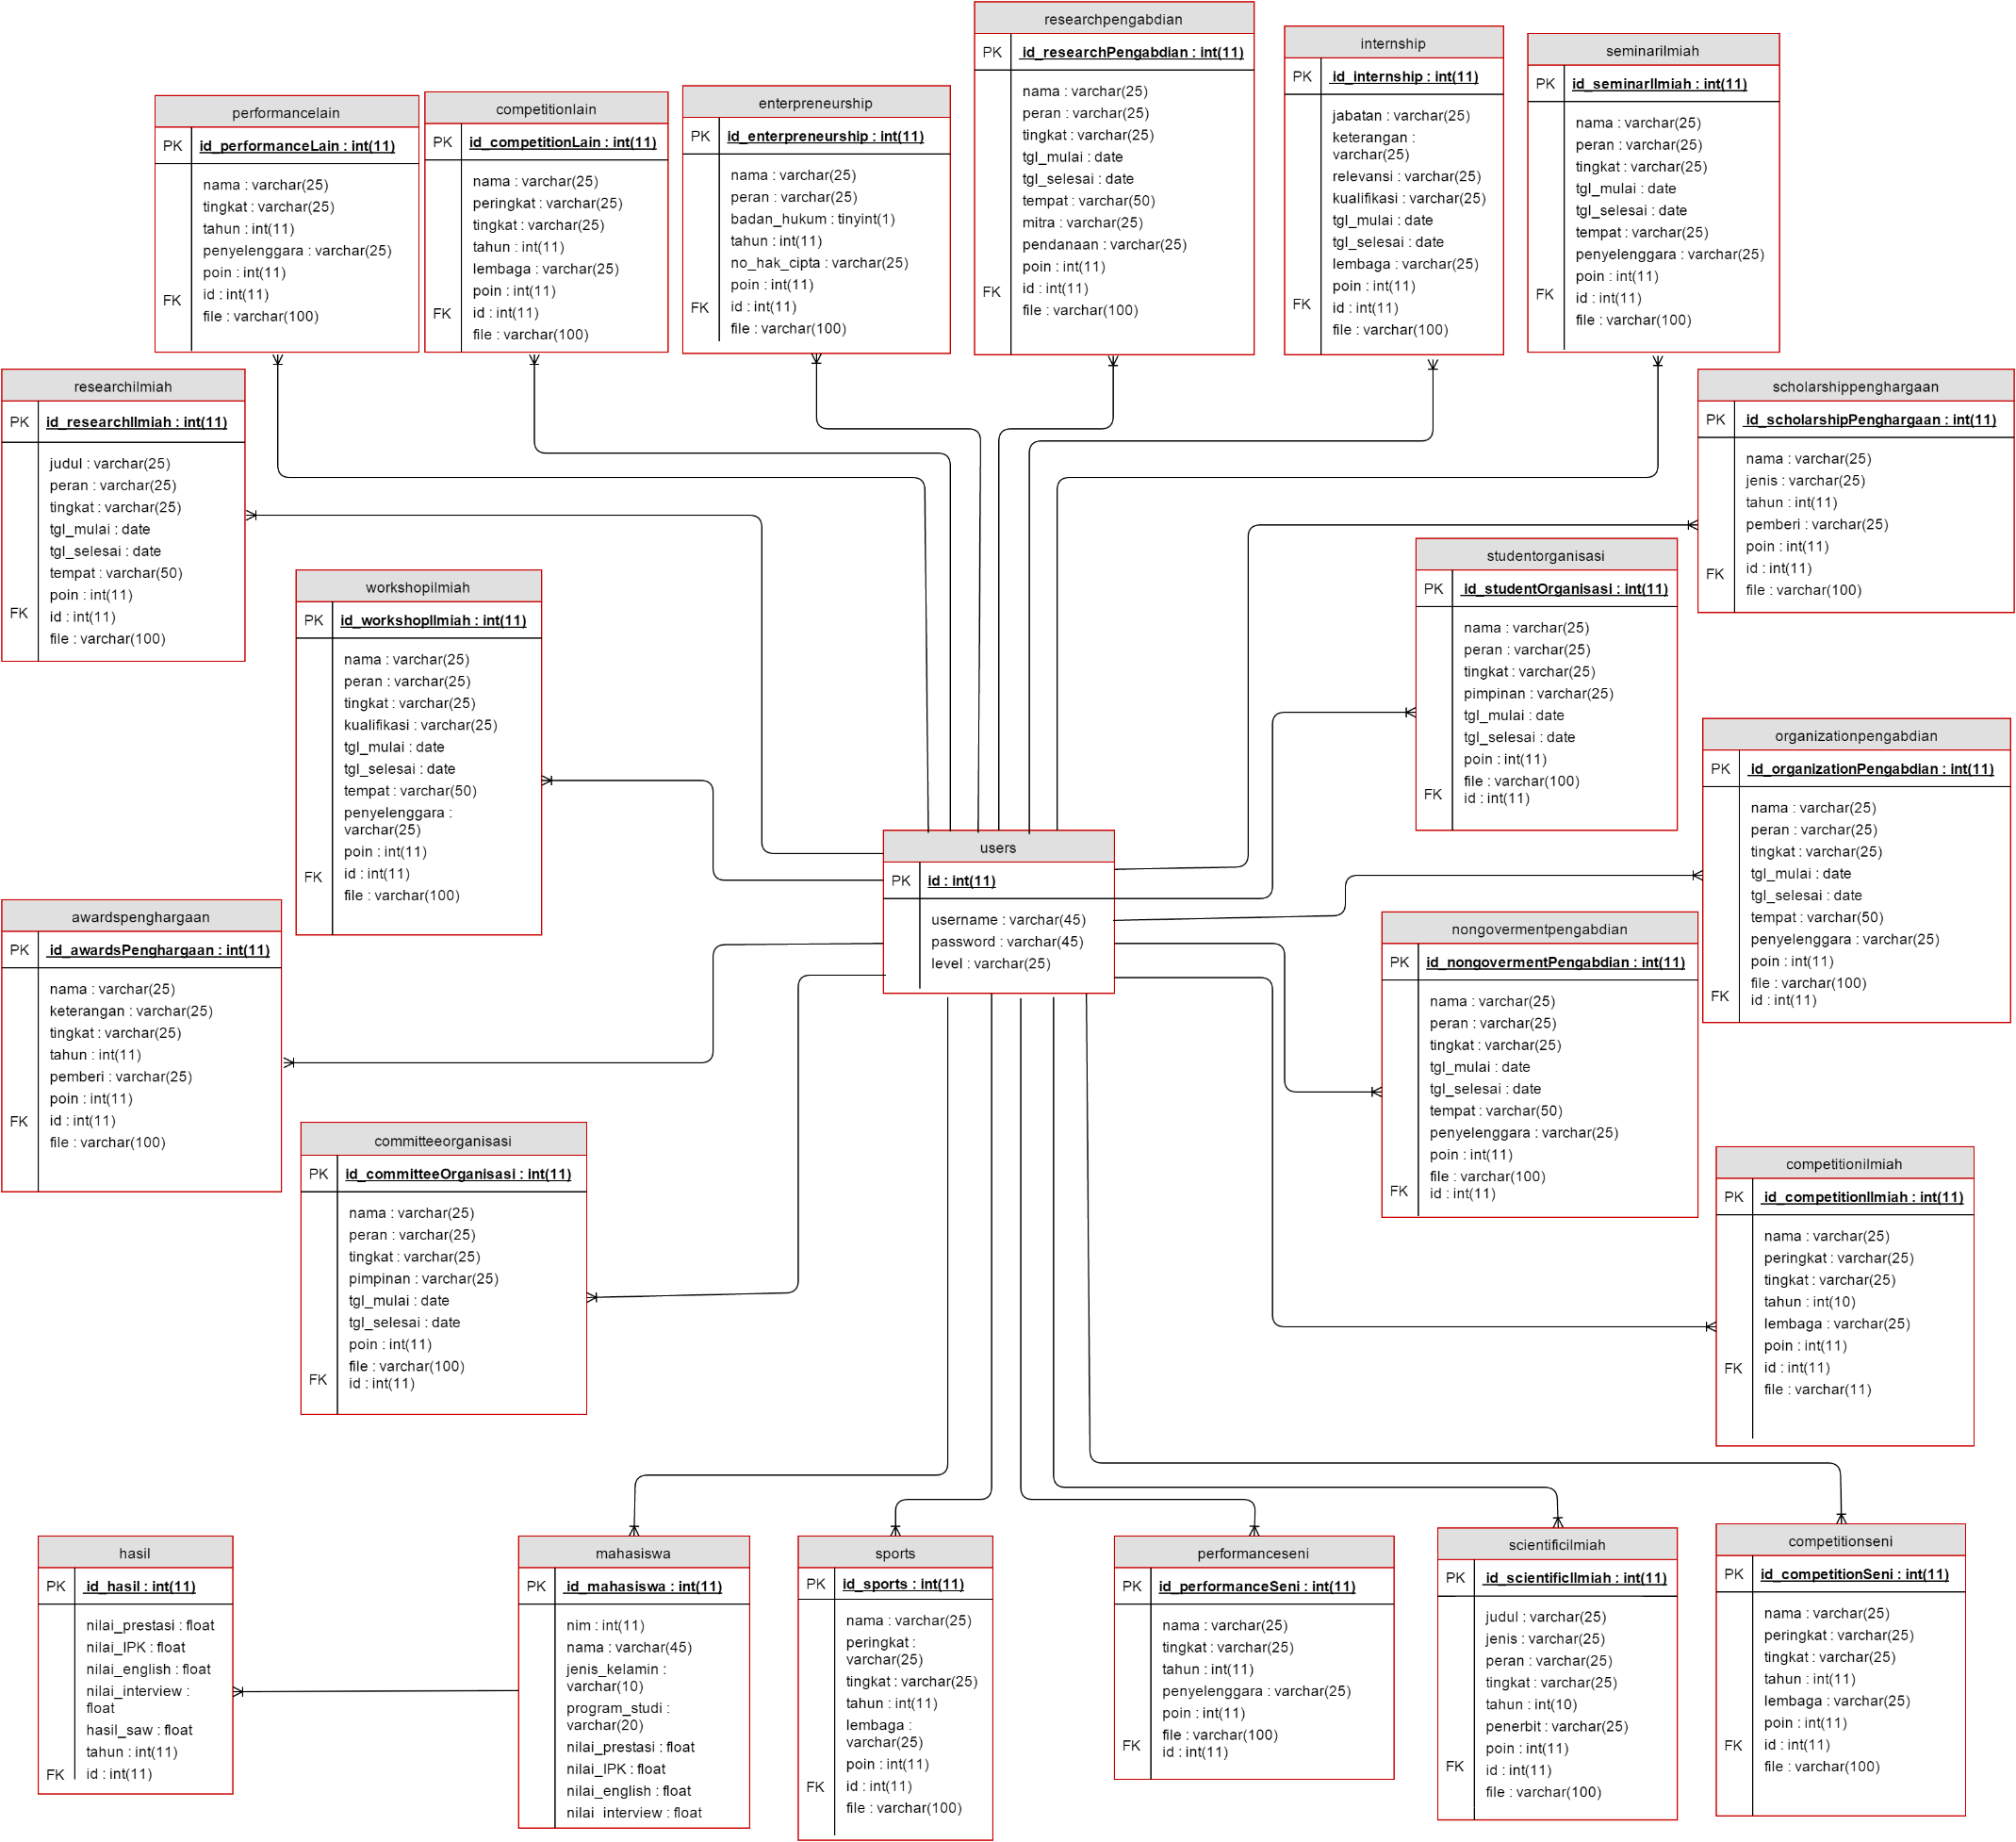 researchpengabdian
PK
id_researchPengabdian : int(11)
nama : varchar(25)
peran : varchar(25)
tingkat : varchar(25)
tgl_mulai : date
tgl_selesai : date
tempat : varchar(50)
mitra : varchar(25)
pendanaan : varchar(25)
poin : int(11)
FK
id : int(11)
file : varchar(100)
internship
PK
id_internship : int(11)
jabatan : varchar(25)
keterangan :
varchar(25)
relevansi : varchar(25)
kualifikasi : varchar(25)
tgl_mulai : date
tgl_selesai : date
lembaga : varchar(25)
poin : int(11)
FK
id : int(11)
file : varchar(100)
seminarilmiah
PK
id_seminarIlmiah : int(11)
nama : varchar(25)
peran : varchar(25)
tingkat : varchar(25)
tgl_mulai : date
tgl_selesai : date
tempat : varchar(25)
penyelenggara : varchar(25)
poin : int(11)
FK
id : int(11)
file : varchar(100)
performancelain
PK
id_performanceLain : int(11)
nama : varchar(25)
tingkat : varchar(25)
tahun : int(11)
penyelenggara : varchar(25)
poin : int(11)
FK
id : int(11)
file : varchar(100)
competitionlain
PK
id_competitionLain : int(11)
nama : varchar(25)
peringkat : varchar(25)
tingkat : varchar(25)
tahun : int(11)
lembaga : varchar(25)
poin : int(11)
FK
id : int(11)
file : varchar(100)
enterpreneurship
PK
id_enterpreneurship : int(11)
nama : varchar(25)
peran : varchar(25)
badan_hukum : tinyint(1)
tahun : int(11)
no_hak_cipta : varchar(25)
poin : int(11)
FK
id : int(11)
file : varchar(100)
researchilmiah
PK
id_researchIlmiah : int(11)
judul : varchar(25)
peran : varchar(25)
tingkat : varchar(25)
tgl_mulai : date
tgl_selesai : date
tempat : varchar(50)
poin : int(11)
FK
id : int(11)
file : varchar(100)
scholarshippenghargaan
PK
id_scholarshipPenghargaan : int(11)
nama : varchar(25)
jenis : varchar(25)
tahun : int(11)
pemberi : varchar(25)
poin : int(11)
FK
id : int(11)
file : varchar(100)
workshopilmiah
PK
id_workshopIlmiah : int(11)
nama : varchar(25)
peran : varchar(25)
tingkat : varchar(25)
kualifikasi : varchar(25)
tgl_mulai : date
tgl_selesai : date
tempat : varchar(50)
penyelenggara :
varchar(25)
poin : int(11)
FK
id : int(11)
file : varchar(100)
studentorganisasi
PK
id_studentOrganisasi : int(11)
nama : varchar(25)
peran : varchar(25)
tingkat : varchar(25)
pimpinan : varchar(25)
tgl_mulai : date
tgl_selesai : date
poin : int(11)
file : varchar(100)
FK
id : int(11)
organizationpengabdian
PK
id_organizationPengabdian : int(11)
nama : varchar(25)
peran : varchar(25)
tingkat : varchar(25)
tgl_mulai : date
tgl_selesai : date
tempat : varchar(50)
penyelenggara : varchar(25)
poin : int(11)
file : varchar(100)
FK
id : int(11)
users
PK
id : int(11)
username : varchar(45)
password : varchar(45)
level : varchar(25)
awardspenghargaan
PK
id_awardsPenghargaan : int(11)
nama : varchar(25)
keterangan : varchar(25)
tingkat : varchar(25)
tahun : int(11)
pemberi : varchar(25)
poin : int(11)
FK
id : int(11)
file : varchar(100)
nongovermentpengabdian
PK
id_nongovermentPengabdian : int(11)
nama : varchar(25)
peran : varchar(25)
tingkat : varchar(25)
tgl_mulai : date
tgl_selesai : date
tempat : varchar(50)
penyelenggara : varchar(25)
poin : int(11)
file : varchar(100)
FK
id : int(11)
committeeorganisasi
PK
id_committeeOrganisasi : int(11)
nama : varchar(25)
peran : varchar(25)
tingkat : varchar(25)
pimpinan : varchar(25)
tgl_mulai : date
tgl_selesai : date
poin : int(11)
file : varchar(100)
FK
id : int(11)
competitionilmiah
PK
id_competitionIlmiah : int(11)
nama : varchar(25)
peringkat : varchar(25)
tingkat : varchar(25)
tahun : int(10)
lembaga : varchar(25)
poin : int(11)
FK
id : int(11)
file : varchar(11)
hasil
PK
id_hasil : int(11)
nilai_prestasi : float
nilai_IPK : float
nilai_english : float
nilai_interview :
float
hasil_saw : float
tahun : int(11)
FK
id : int(11)
mahasiswa
PK
id_mahasiswa : int(11)
nim : int(11)
nama : varchar(45)
jenis_kelamin :
varchar(10)
program_studi :
varchar(20)
nilai_prestasi : float
nilai_IPK : float
nilai_english : float
nilai_interview : float
sports
PK
id_sports : int(11)
nama : varchar(25)
peringkat :
varchar(25)
tingkat : varchar(25)
tahun : int(11)
lembaga :
varchar(25)
poin : int(11)
FK
id : int(11)
file : varchar(100)
performanceseni
PK
id_performanceSeni : int(11)
nama : varchar(25)
tingkat : varchar(25)
tahun : int(11)
penyelenggara : varchar(25)
poin : int(11)
file : varchar(100)
FK
id : int(11)
scientificilmiah
PK
id_scientificIlmiah : int(11)
judul : varchar(25)
jenis : varchar(25)
peran : varchar(25)
tingkat : varchar(25)
tahun : int(10)
penerbit : varchar(25)
poin : int(11)
FK
id : int(11)
file : varchar(100)
competitionseni
PK
id_competitionSeni : int(11)
nama : varchar(25)
peringkat : varchar(25)
tingkat : varchar(25)
tahun : int(11)
lembaga : varchar(25)
poin : int(11)
FK
id : int(11)
file : varchar(100)